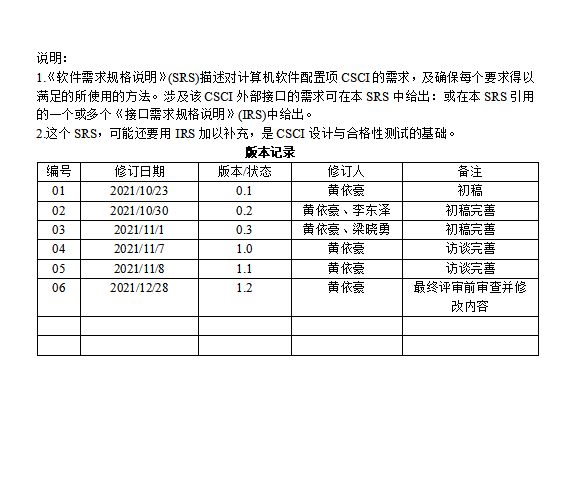 说明：
1.《软件需求规格说明》(SRS)描述对计算机软件配置项 CSCI 的需求，及确保每个要求得以
满足的所使用的方法。涉及该 CSCI 外部接口的需求可在本 SRS 中给出：或在本 SRS 引用
的一个或多个《接口需求规格说明》(IRS)中给出。
2.这个 SRS，可能还要用 IRS 加以补充，是 CSCI 设计与合格性测试的基础。
版本记录
编号 修订日期 版本/状态 修订人 备注
01 2021/10/23 0.1 黄依豪 初稿
02 2021/10/30 0.2 黄依豪、李东泽 初稿完善
03 2021/11/1 0.3 黄依豪、梁晓勇 初稿完善
04 2021/11/7 1.0 黄依豪 访谈完善
05 2021/11/8 1.1 黄依豪 访谈完善
06 2021/12/28 1.2 黄依豪 最终评审前审查并修
改内容